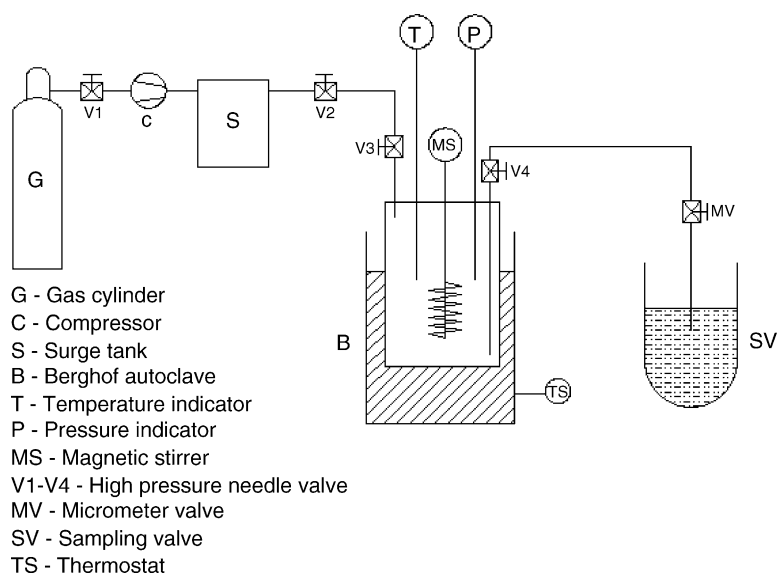 T P
V1 C S V2
V3 MS V4
G
MV
B
SV
TS
G - Gas cylinder
C - Compressor
S - Surge tank
B - Berghof autoclave
T - Temperature indicator
P - Pressure indicator
MS - Magnetic stirrer
V1-V4 - High pressure needle valve
MV - Micrometer valve
SV - Sampling valve
TS - Thermostat